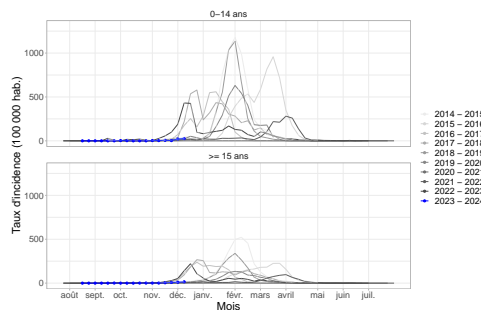 0−14 ans
1000
500
0
>= 15 ans
1000
500
0
août sept. oct. nov. déc. janv. févr. mars avril mai juin juil.
Mois
Taux d'incidence (100 000 hab.)
2014 − 2015
2015 − 2016
2016 − 2017
2017 − 2018
2018 − 2019
2019 − 2020
2020 − 2021
2021 − 2022
2022 − 2023
2023 − 2024